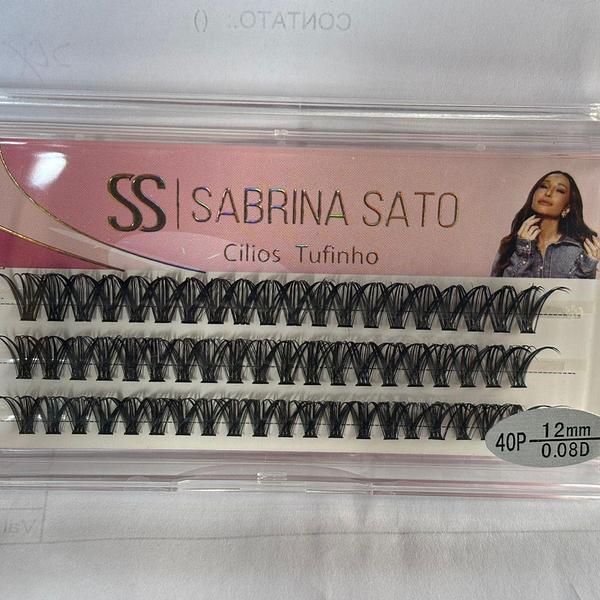 CONTATO.: ()
SS | SABRINA SATO
Cilios Tufinho
40P 12mm
0.08D